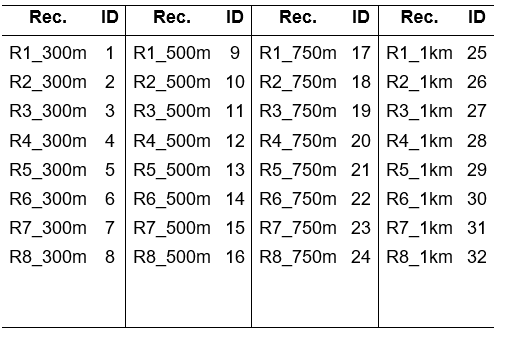 Rec. ID Rec. ID Rec. ID Rec. ID
R1_300m 1 R1_500m 9 R1_750m 17 R1_1km 25
R2_300m 2 R2_500m 10 R2_750m 18 R2_1km 26
R3_300m 3 R3_500m 11 R3_750m 19 R3_1km 27
R4_300m 4 R4_500m 12 R4_750m 20 R4_1km 28
R5_300m 5 R5_500m 13 R5_750m 21 R5_1km 29
R6_300m 6 R6_500m 14 R6_750m 22 R6_1km 30
R7_300m 7 R7_500m 15 R7_750m 23 R7_1km 31
R8_300m 8 R8_500m 16 R8_750m 24 R8_1km 32